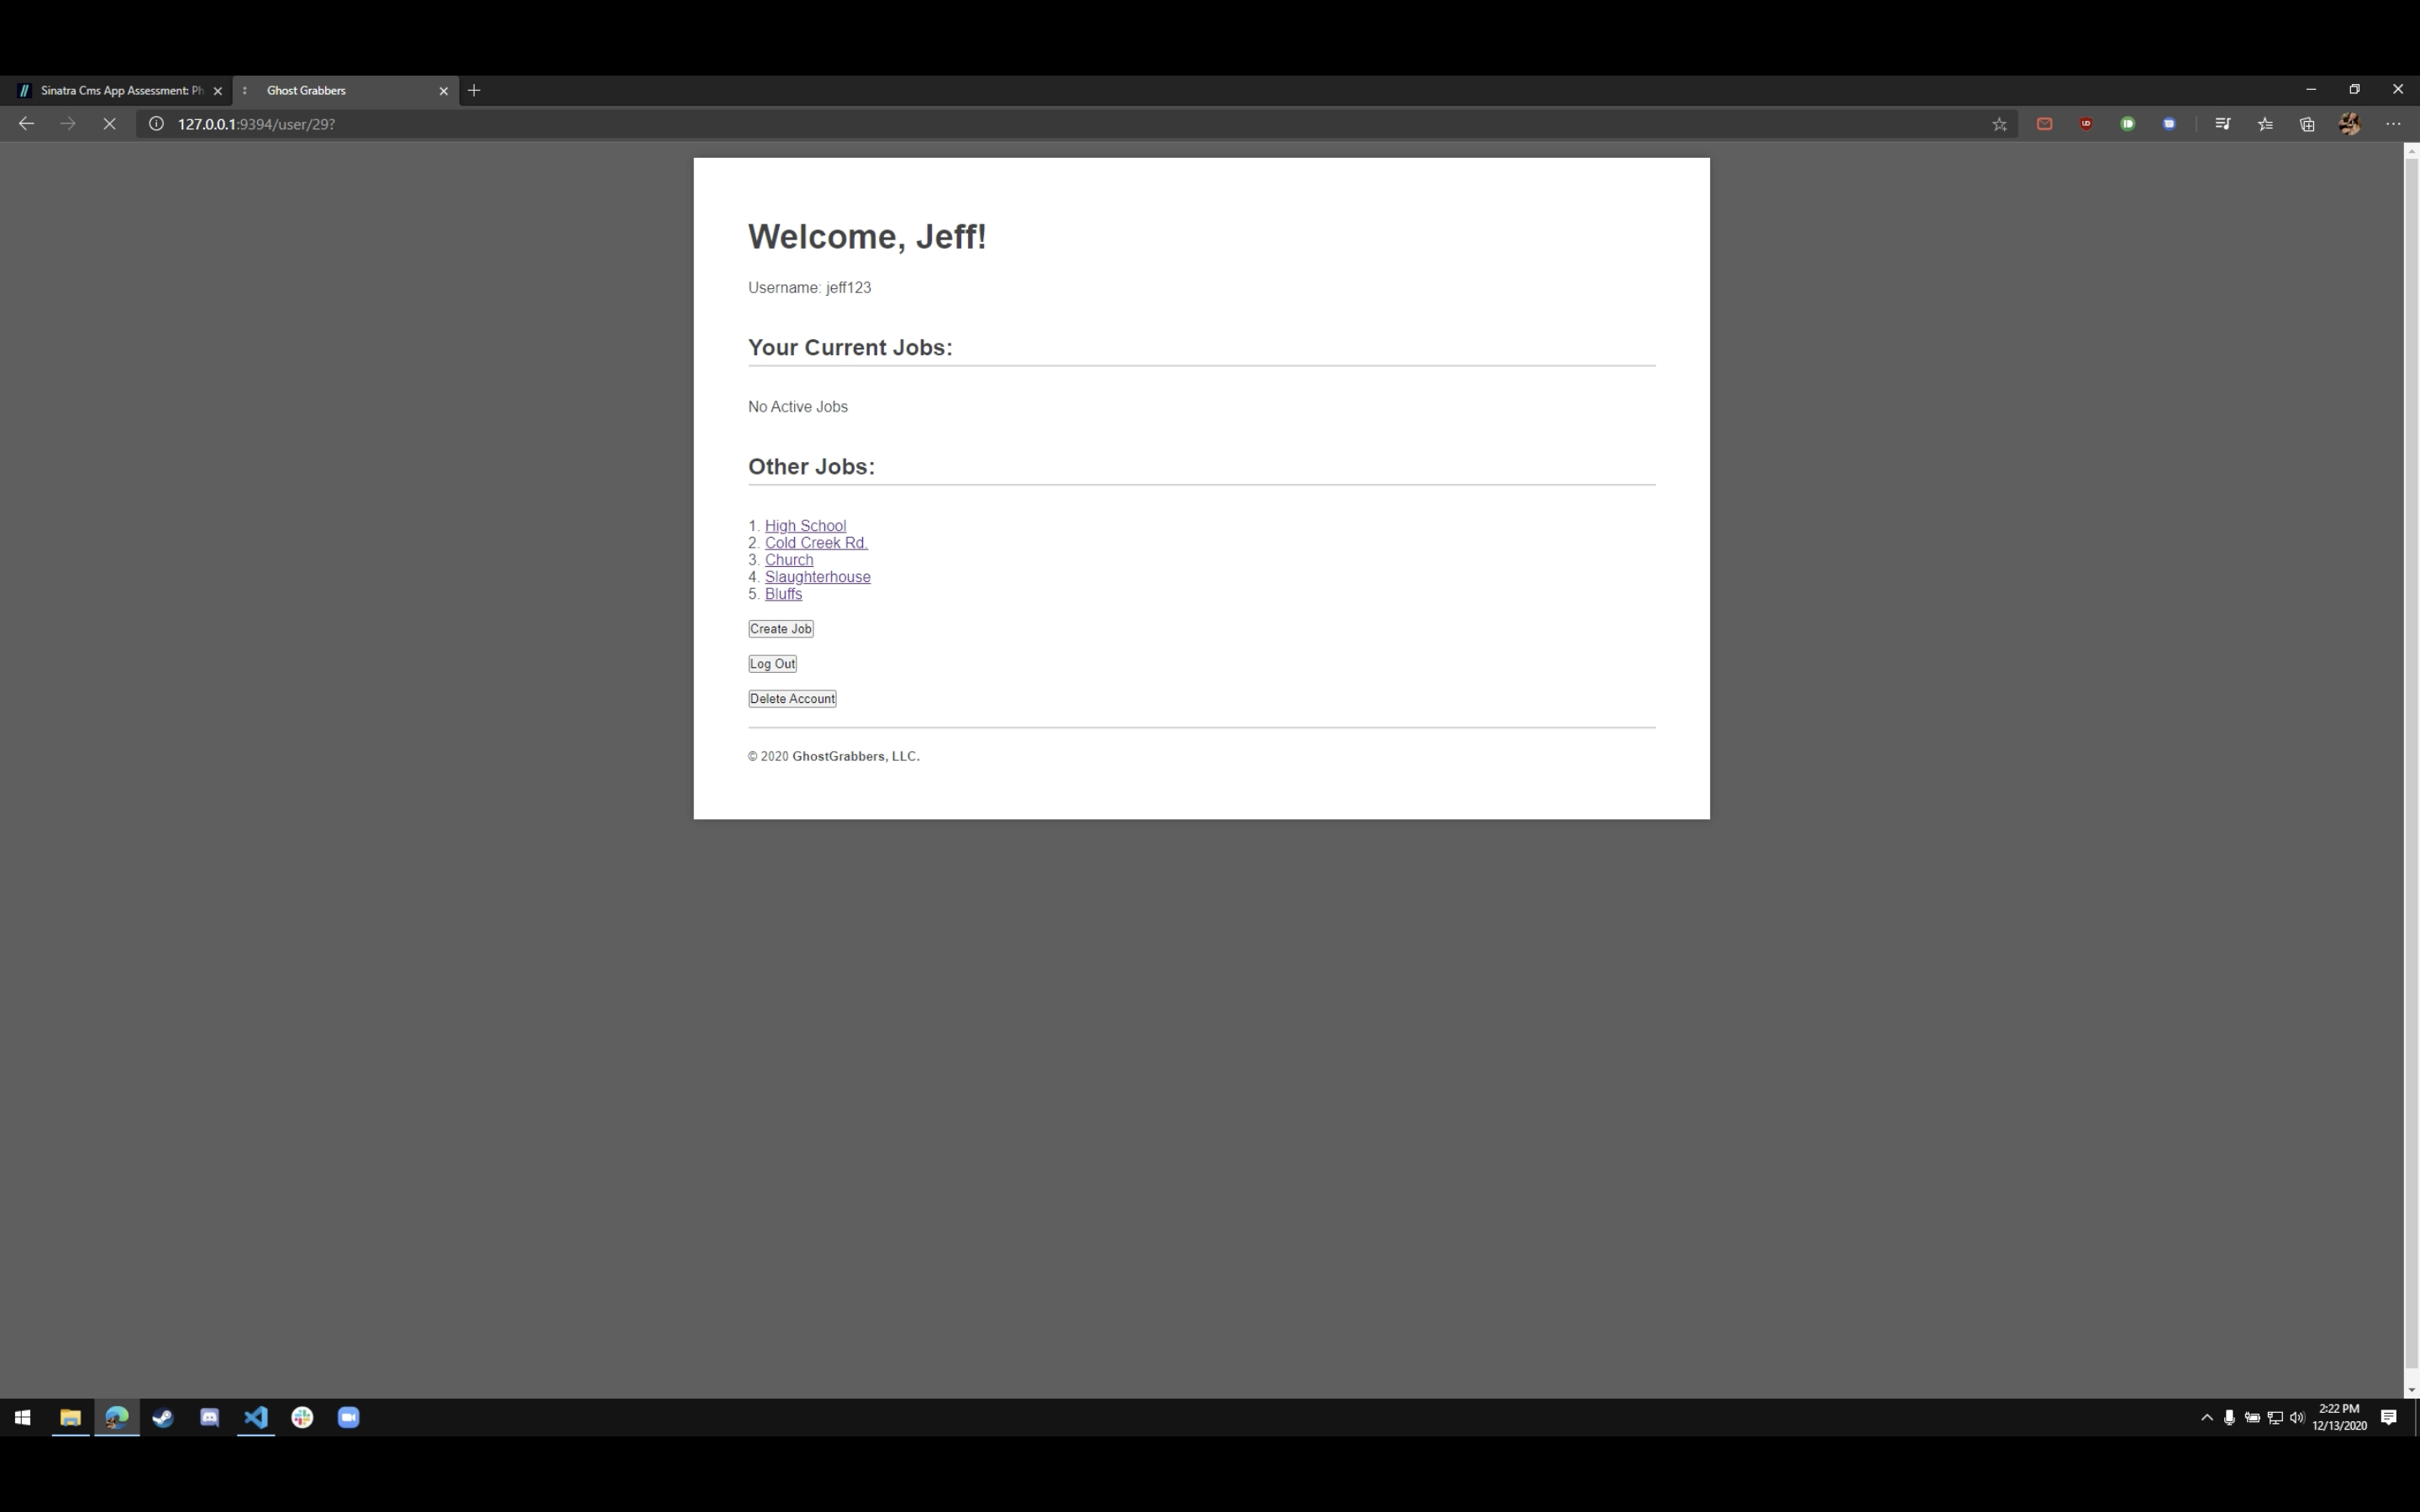 Sinatra Cms App Assessment: Ph
Ghost Grabbers
127.0.0.1:9394/user/29?
Welcome, Jeff!
Username: jeff123
Your Current Jobs:
No Active Jobs
Other Jobs:
1. High School
2. Cold Creek Rd.
3. Church
4. Slaughterhouse
5. Bluffs
Create Job
Log Out
Delete Account
© 2020 GhostGrabbers, LLC.
2:22 PM
12/13/2020